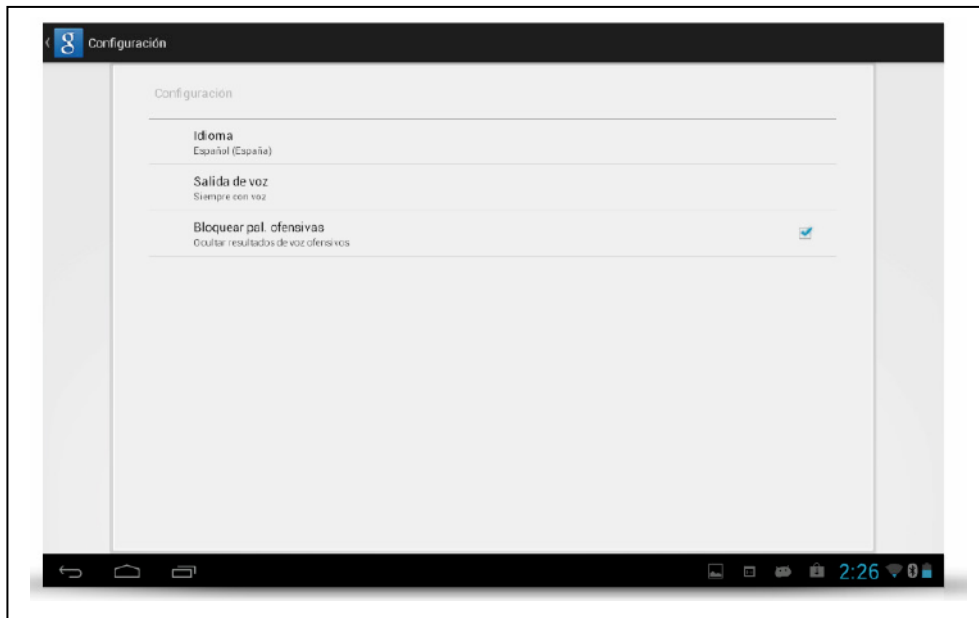 g Configuración
Configuración
Idioma
Español (España)
Salida de voz
Siempre con voz
Bloquear pal. ofensivas
Ocultar resultados de voz ofensivos
2:26